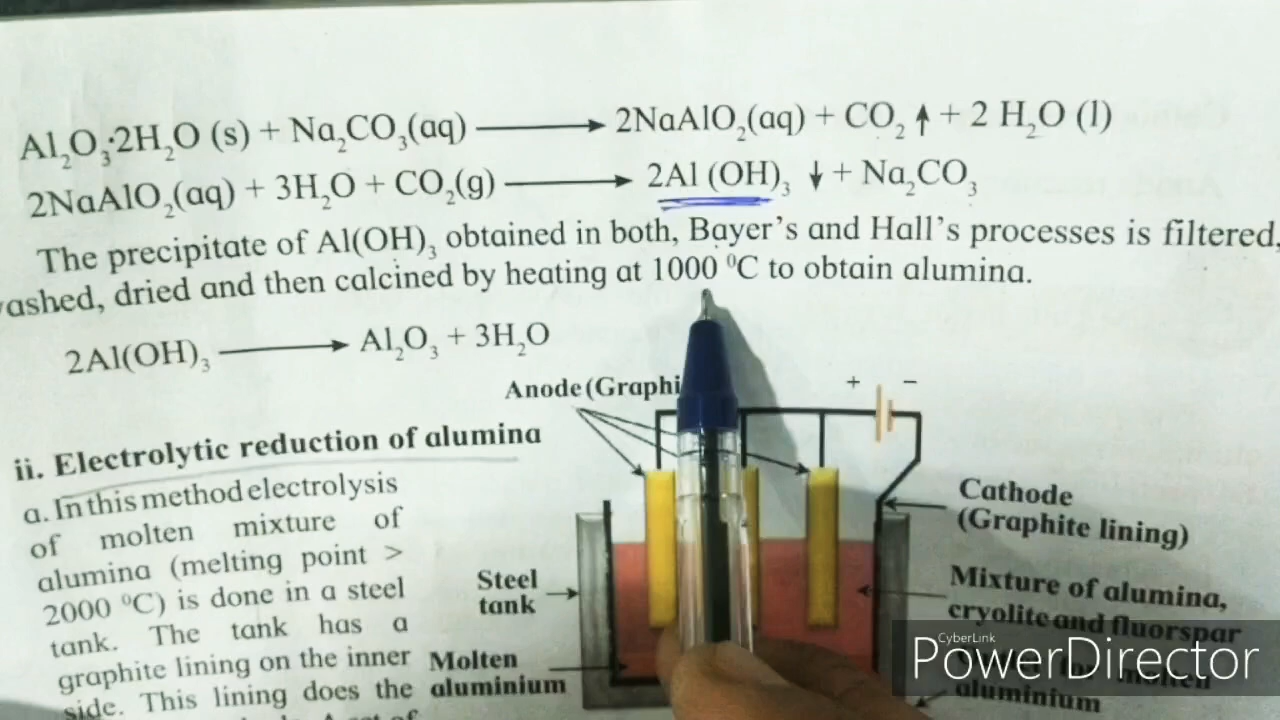 Al₂O₃·2H₂O (s) + Na₂CO₃(aq) ⟶ 2NaAlO₂(aq) + CO₂ ↑ + 2 H₂O (l)
2NaAlO₂(aq) + 3H₂O + CO₂(g) ⟶ 2Al (OH)₃ ↓ + Na₂CO₃
The precipitate of Al(OH)₃ obtained in both, Bayer's and Hall's processes is filtered,
ashed, dried and then calcined by heating at 1000 ⁰C to obtain alumina.
2Al(OH)₃ ⟶ Al₂O₃ + 3H₂O
ii. Electrolytic reduction of alumina
a. In this method electrolysis
of molten mixture of
alumina (melting point >
2000 ⁰C) is done in a steel
tank. The tank has a
graphite lining on the inner
side. This lining does the
Anode (Graphi
+ −
Cathode
(Graphite lining)
Steel
tank
Mixture of alumina,
cryolite and fluorspar
Molten
aluminium
molten
aluminium
CyberLink
PowerDirector